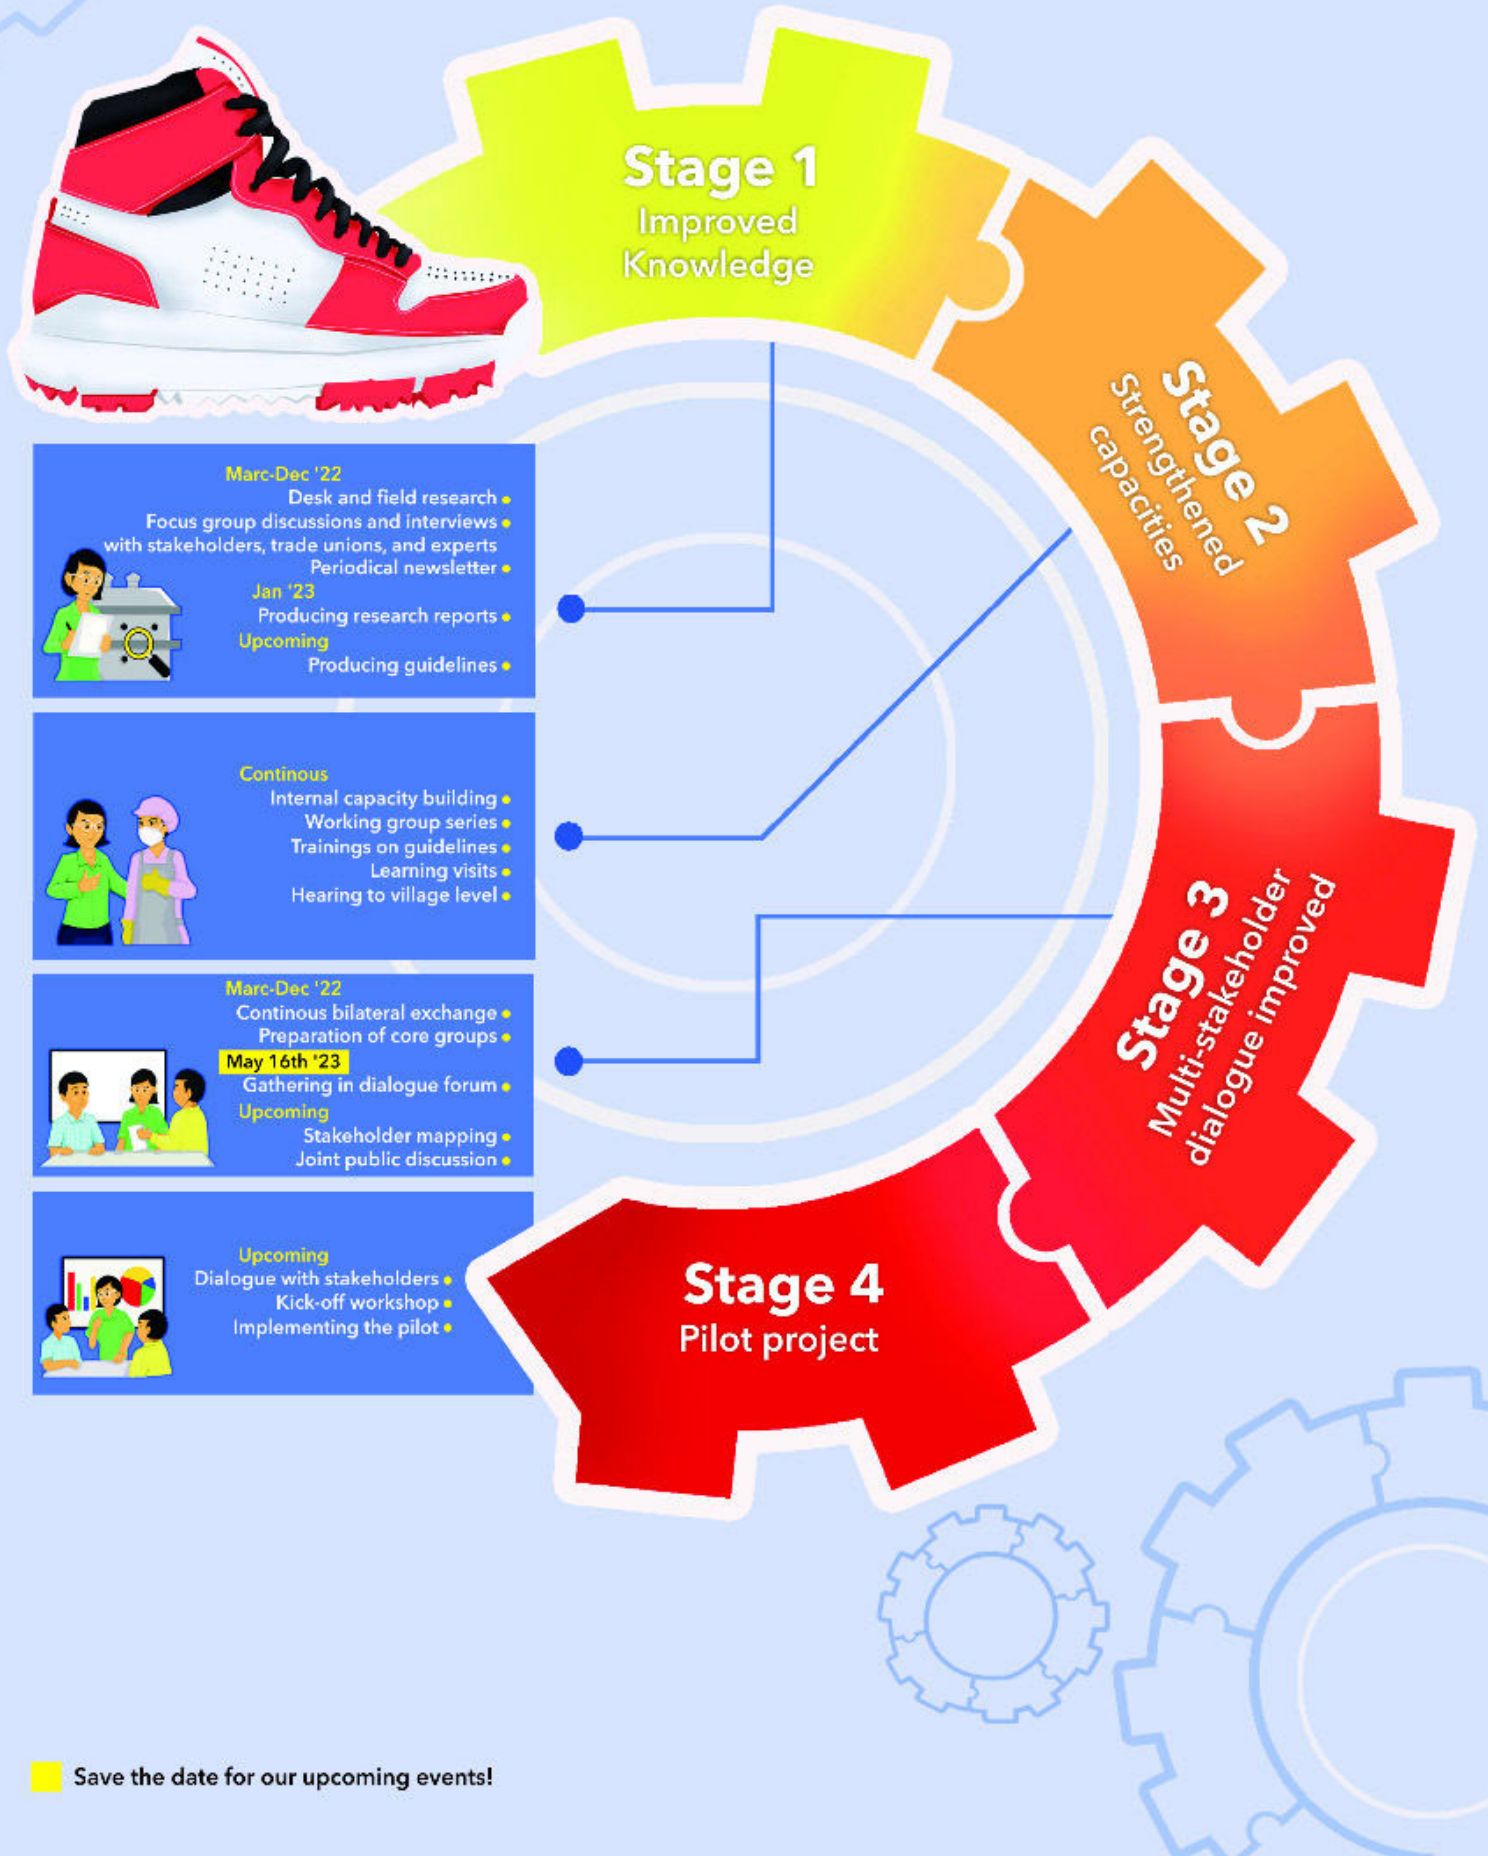 Stage 1
Improved
Knowledge
Stage 2
Strengthened
capacities
Stage 3
Multi-stakeholder
dialogue improved
Stage 4
Pilot project
Marc-Dec '22
Desk and field research •
Focus group discussions and interviews •
with stakeholders, trade unions, and experts
Periodical newsletter •
Jan '23
Producing research reports •
Upcoming
Producing guidelines •
Continous
Internal capacity building •
Working group series •
Trainings on guidelines •
Learning visits •
Hearing to village level •
Marc-Dec '22
Continous bilateral exchange •
Preparation of core groups •
May 16th '23
Gathering in dialogue forum •
Upcoming
Stakeholder mapping •
Joint public discussion •
Upcoming
Dialogue with stakeholders •
Kick-off workshop •
Implementing the pilot •
Save the date for our upcoming events!